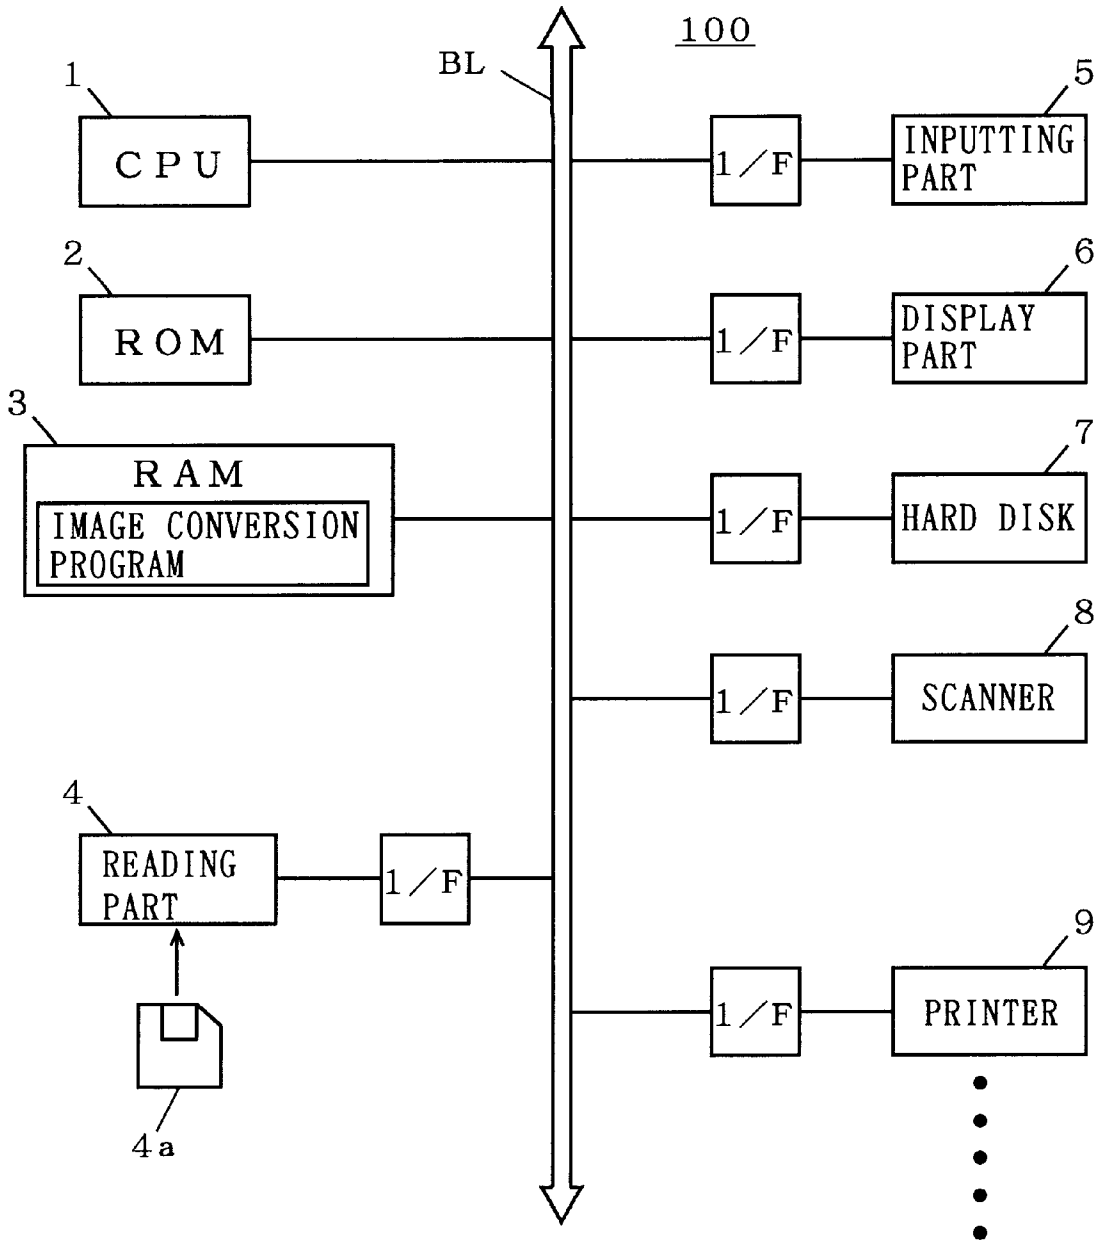 100
BL
1
CPU
1/F
5
INPUTTING
PART
2
ROM
1/F
6
DISPLAY
PART
3
RAM
IMAGE CONVERSION
PROGRAM
1/F
7
HARD DISK
1/F
8
SCANNER
4
READING
PART
1/F
4a
1/F
9
PRINTER